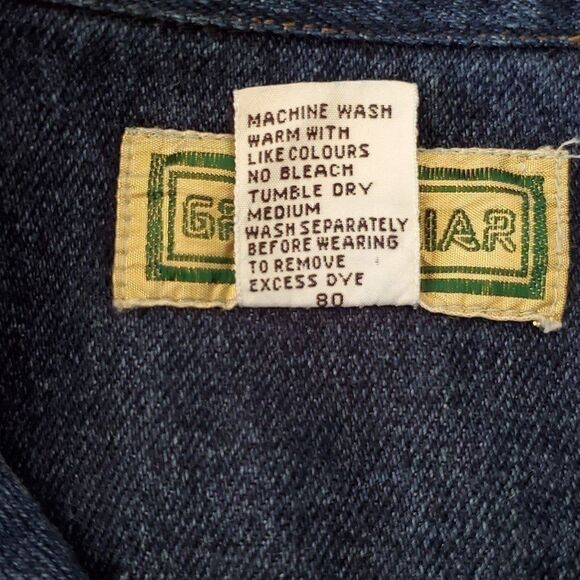 MACHINE WASH
WARM WITH
LIKE COLOURS
NO BLEACH
TUMBLE DRY
MEDIUM
WASH SEPARATELY
BEFORE WEARING
TO REMOVE
EXCESS DYE
80